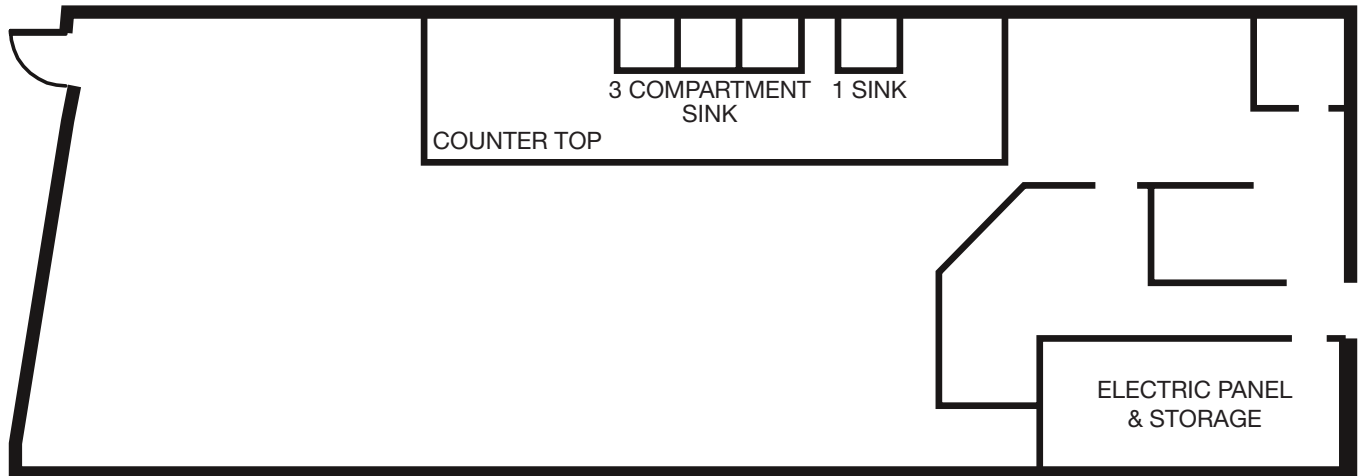 3 COMPARTMENT
SINK
1 SINK
COUNTER TOP
ELECTRIC PANEL
& STORAGE